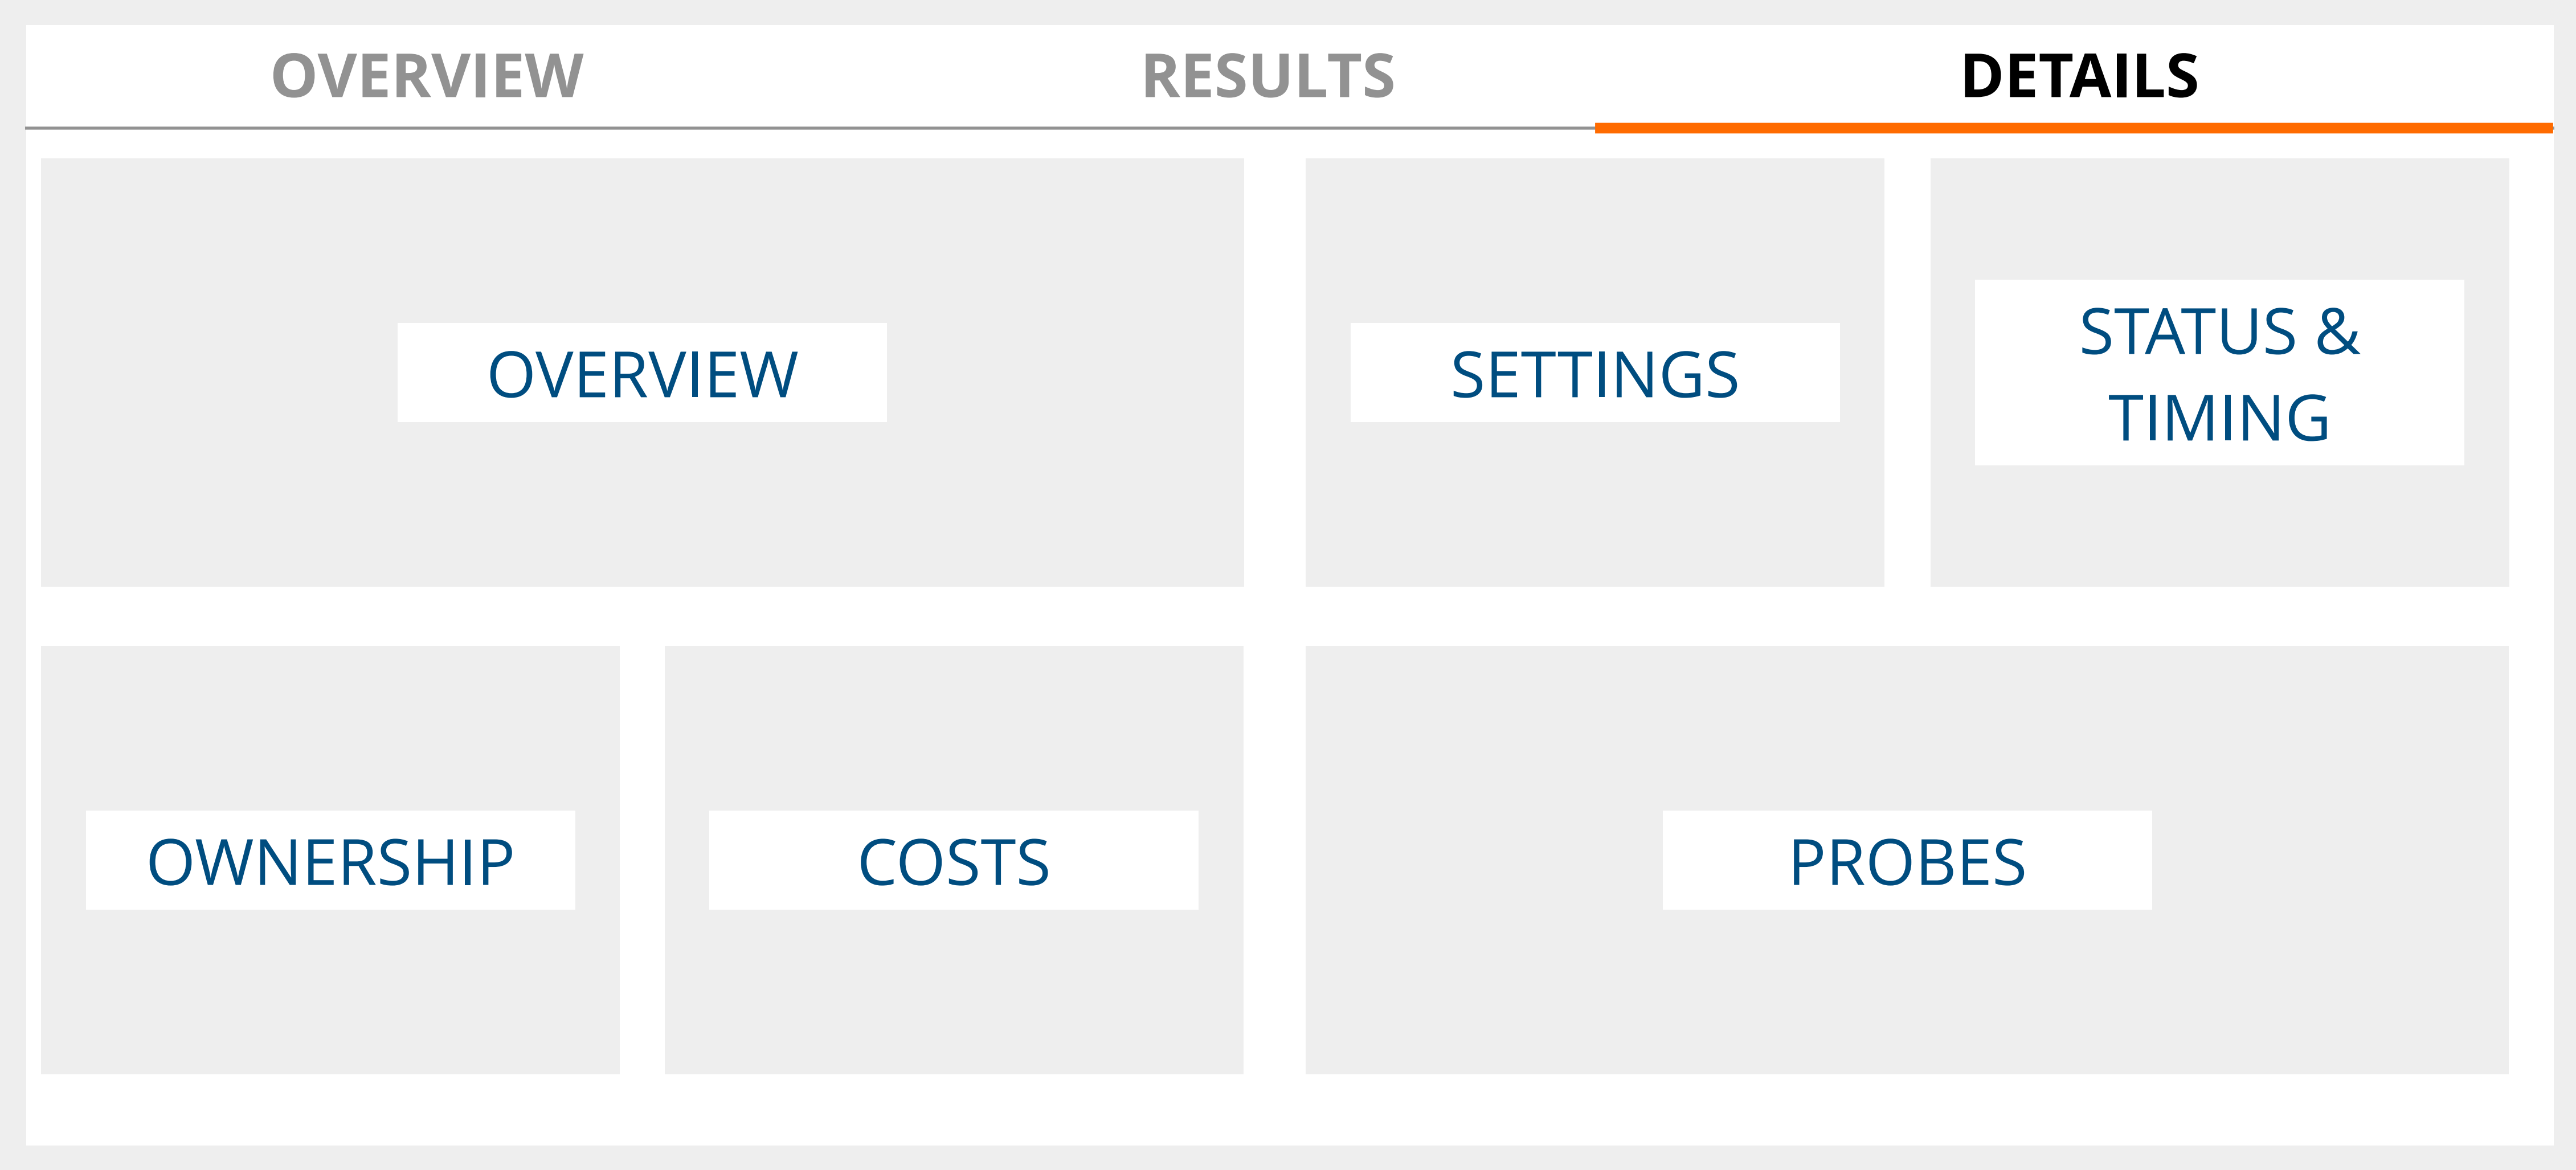 OVERVIEW
RESULTS
DETAILS
OVERVIEW
SETTINGS
STATUS &
TIMING
OWNERSHIP
COSTS
PROBES